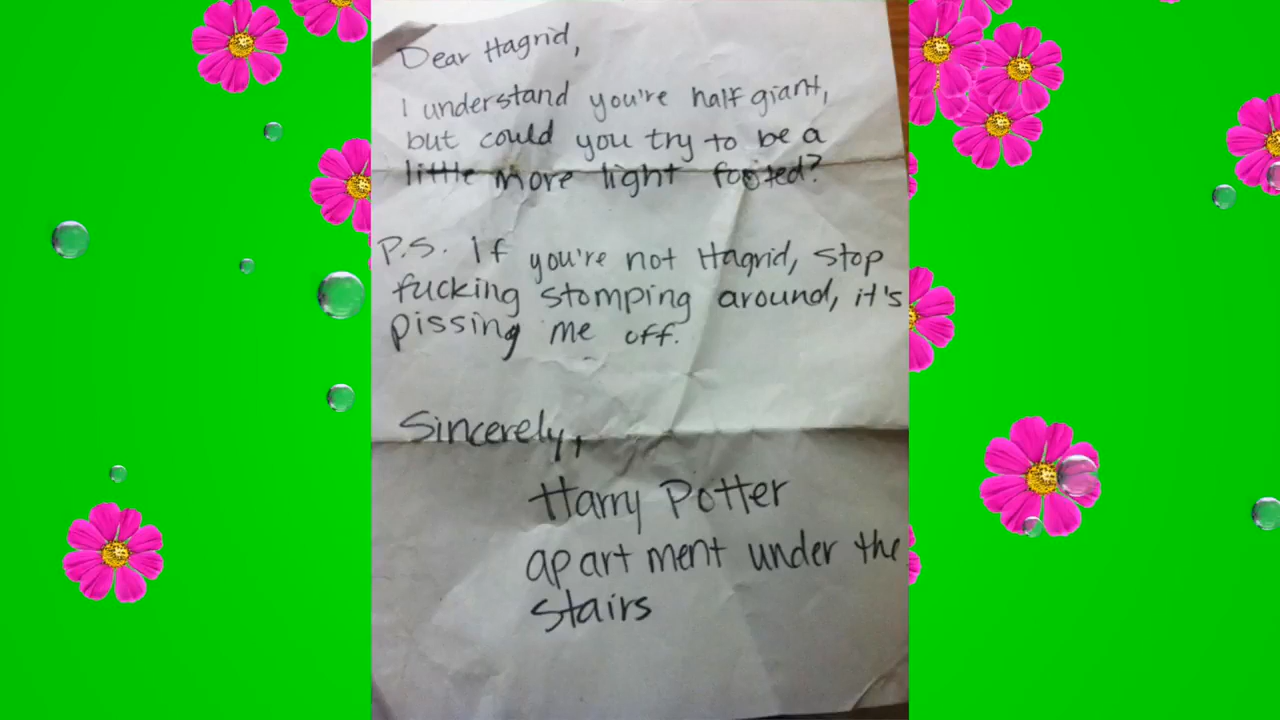 Dear Hagrid,
I understand you're half giant,
but could you try to be a
little more light footed?
P.S. If you're not Hagrid, stop
fucking stomping around, it's
pissing me off.
Sincerely,
Harry Potter
apartment under the
stairs